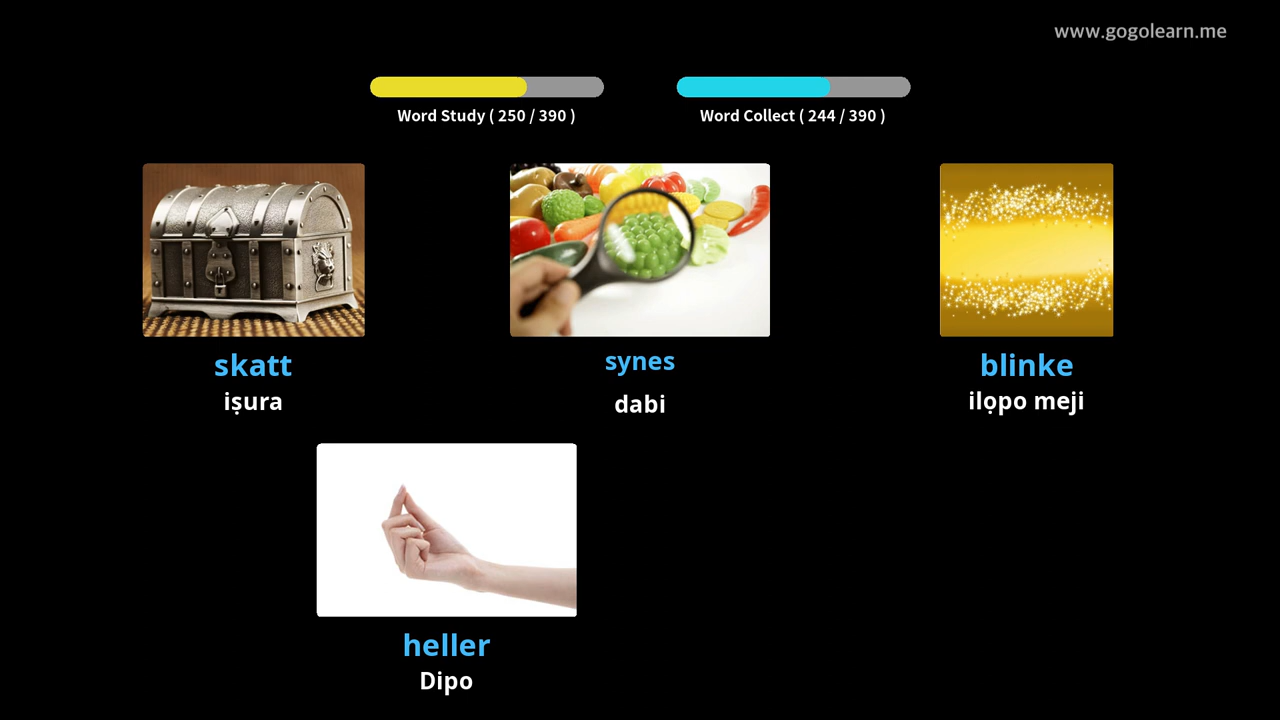 www.gogolearn.me
Word Study ( 250 / 390 )
Word Collect ( 244 / 390 )
skatt
iṣura
synes
dabi
blinke
ilọpo meji
heller
Dipo